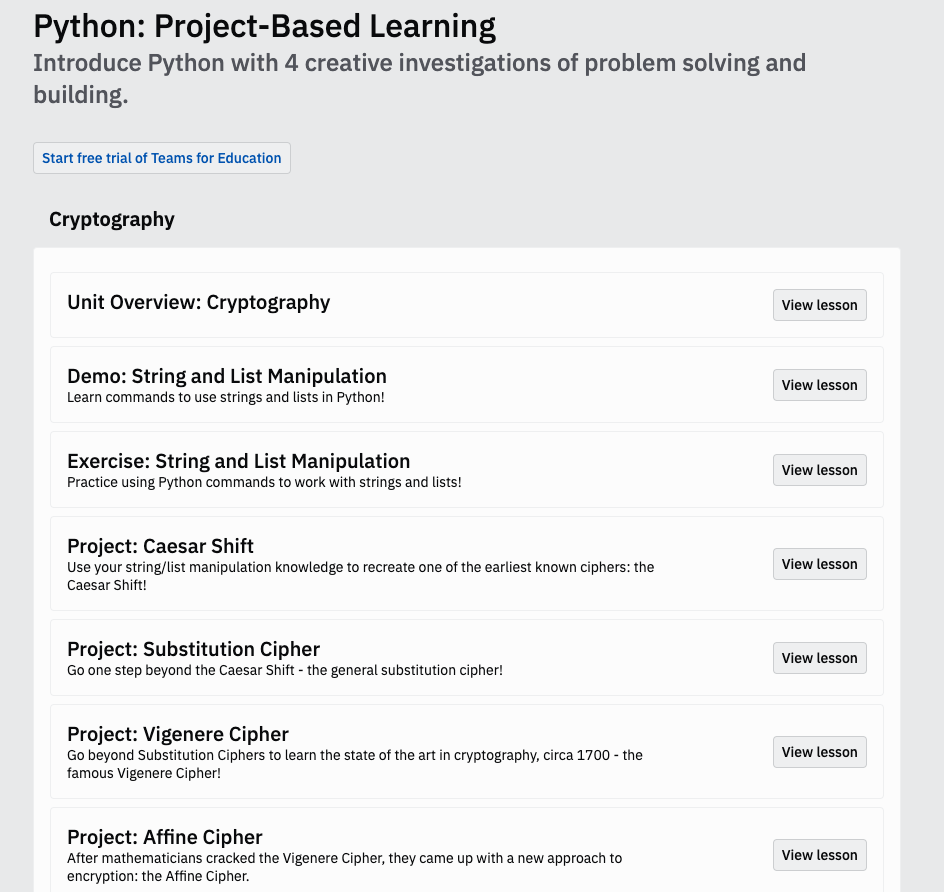 Python: Project-Based Learning
Introduce Python with 4 creative investigations of problem solving and
building.
Start free trial of Teams for Education
Cryptography
Unit Overview: Cryptography
View lesson
Demo: String and List Manipulation
Learn commands to use strings and lists in Python!
View lesson
Exercise: String and List Manipulation
Practice using Python commands to work with strings and lists!
View lesson
Project: Caesar Shift
Use your string/list manipulation knowledge to recreate one of the earliest known ciphers: the
Caesar Shift!
View lesson
Project: Substitution Cipher
Go one step beyond the Caesar Shift - the general substitution cipher!
View lesson
Project: Vigenere Cipher
Go beyond Substitution Ciphers to learn the state of the art in cryptography, circa 1700 - the
famous Vigenere Cipher!
View lesson
Project: Affine Cipher
After mathematicians cracked the Vigenere Cipher, they came up with a new approach to
encryption: the Affine Cipher.
View lesson